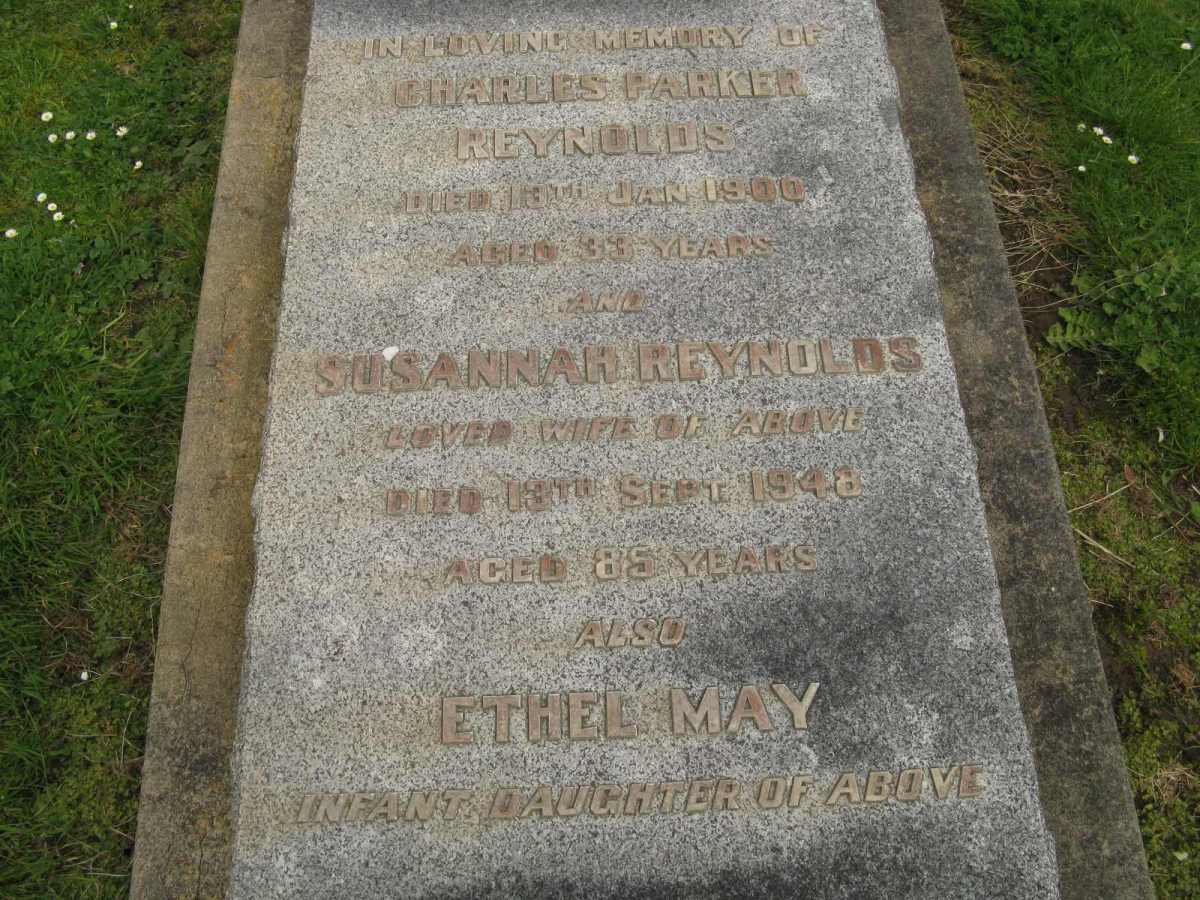 IN LOVING MEMORY OF
CHARLES PARKER
REYNOLDS
DIED 13TH JAN 1900
AGED 33 YEARS
AND
SUSANNAH REYNOLDS
LOVED WIFE OF ABOVE
DIED 13TH SEPT. 1948
AGED 85 YEARS
ALSO
ETHEL MAY
INFANT DAUGHTER OF ABOVE